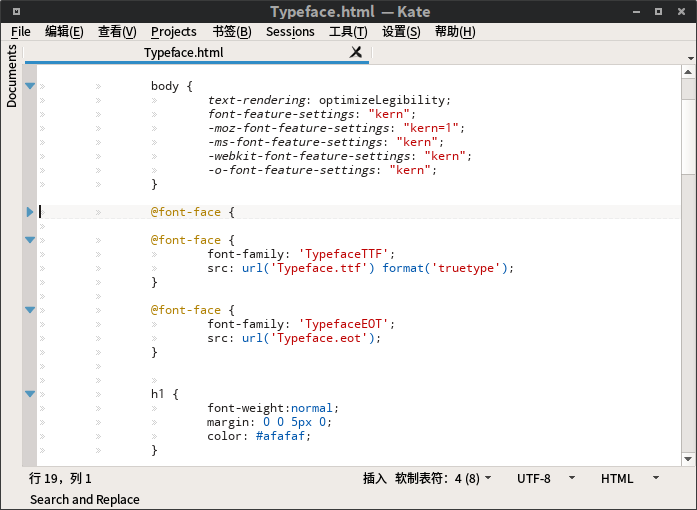 Typeface.html — Kate
File 编辑(E) 查看(V) Projects 书签(B) Sessions 工具(T) 设置(S) 帮助(H)
Documents
Typeface.html
body {
text-rendering: optimizeLegibility;
font-feature-settings: "kern";
-moz-font-feature-settings: "kern=1";
-ms-font-feature-settings: "kern";
-webkit-font-feature-settings: "kern";
-o-font-feature-settings: "kern";
}
@font-face {
@font-face {
font-family: 'TypefaceTTF';
src: url('Typeface.ttf') format('truetype');
}
@font-face {
font-family: 'TypefaceEOT';
src: url('Typeface.eot');
}
h1 {
font-weight:normal;
margin: 0 0 5px 0;
color: #afafaf;
}
行 19，列 1 插入 软制表符：4 (8) UTF-8 HTML
Search and Replace